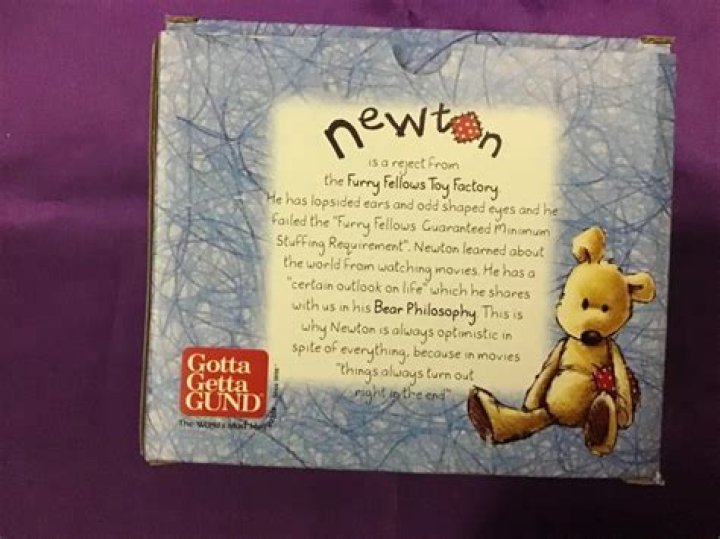 newton
is a reject from
the Furry Fellows Toy Factory.
He has lopsided ears and odd shaped eyes and he
failed the "Furry Fellows Guaranteed Minimum
Stuffing Requirement". Newton learned about
the world from watching movies. He has a
"certain outlook on life" which he shares
with us in his Bear Philosophy. This is
why Newton is always optimistic in
spite of everything, because in movies
"things always turn out
right in the end"
Gotta
Getta
GUND
The World's Most